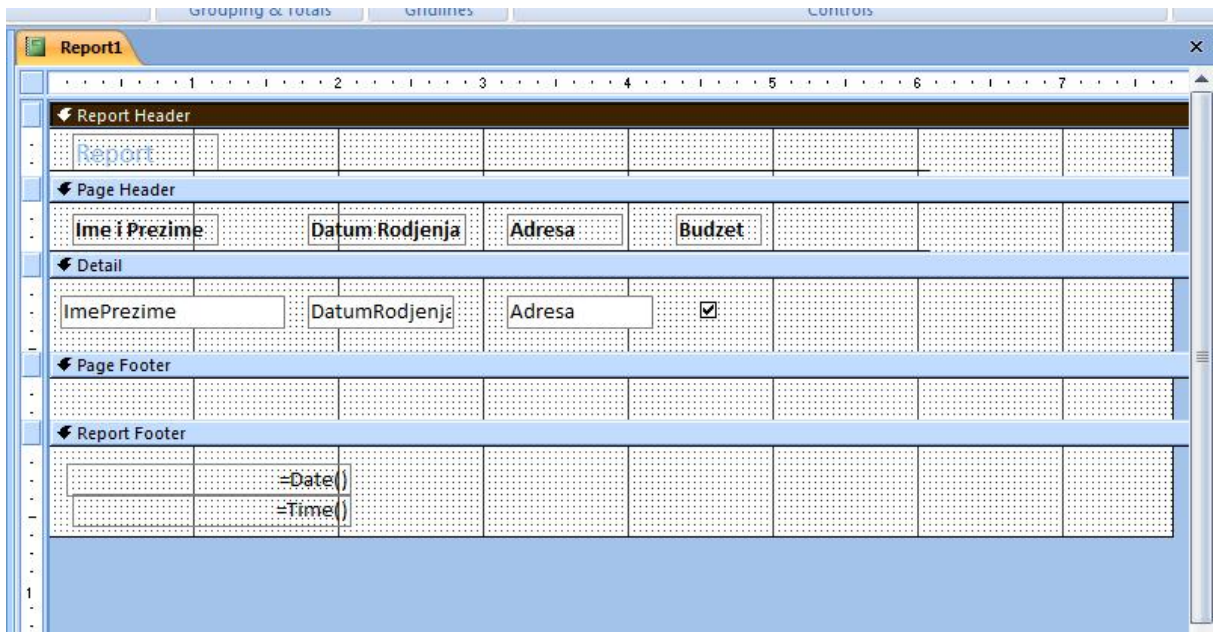 Grouping & Totals Gridlines Controls
Report1
1 2 3 4 5 6 7
Report Header
Report
Page Header
Ime i Prezime Datum Rodjenja Adresa Budzet
Detail
ImePrezime DatumRodjenja Adresa
Page Footer
Report Footer
=Date()
=Time()
1